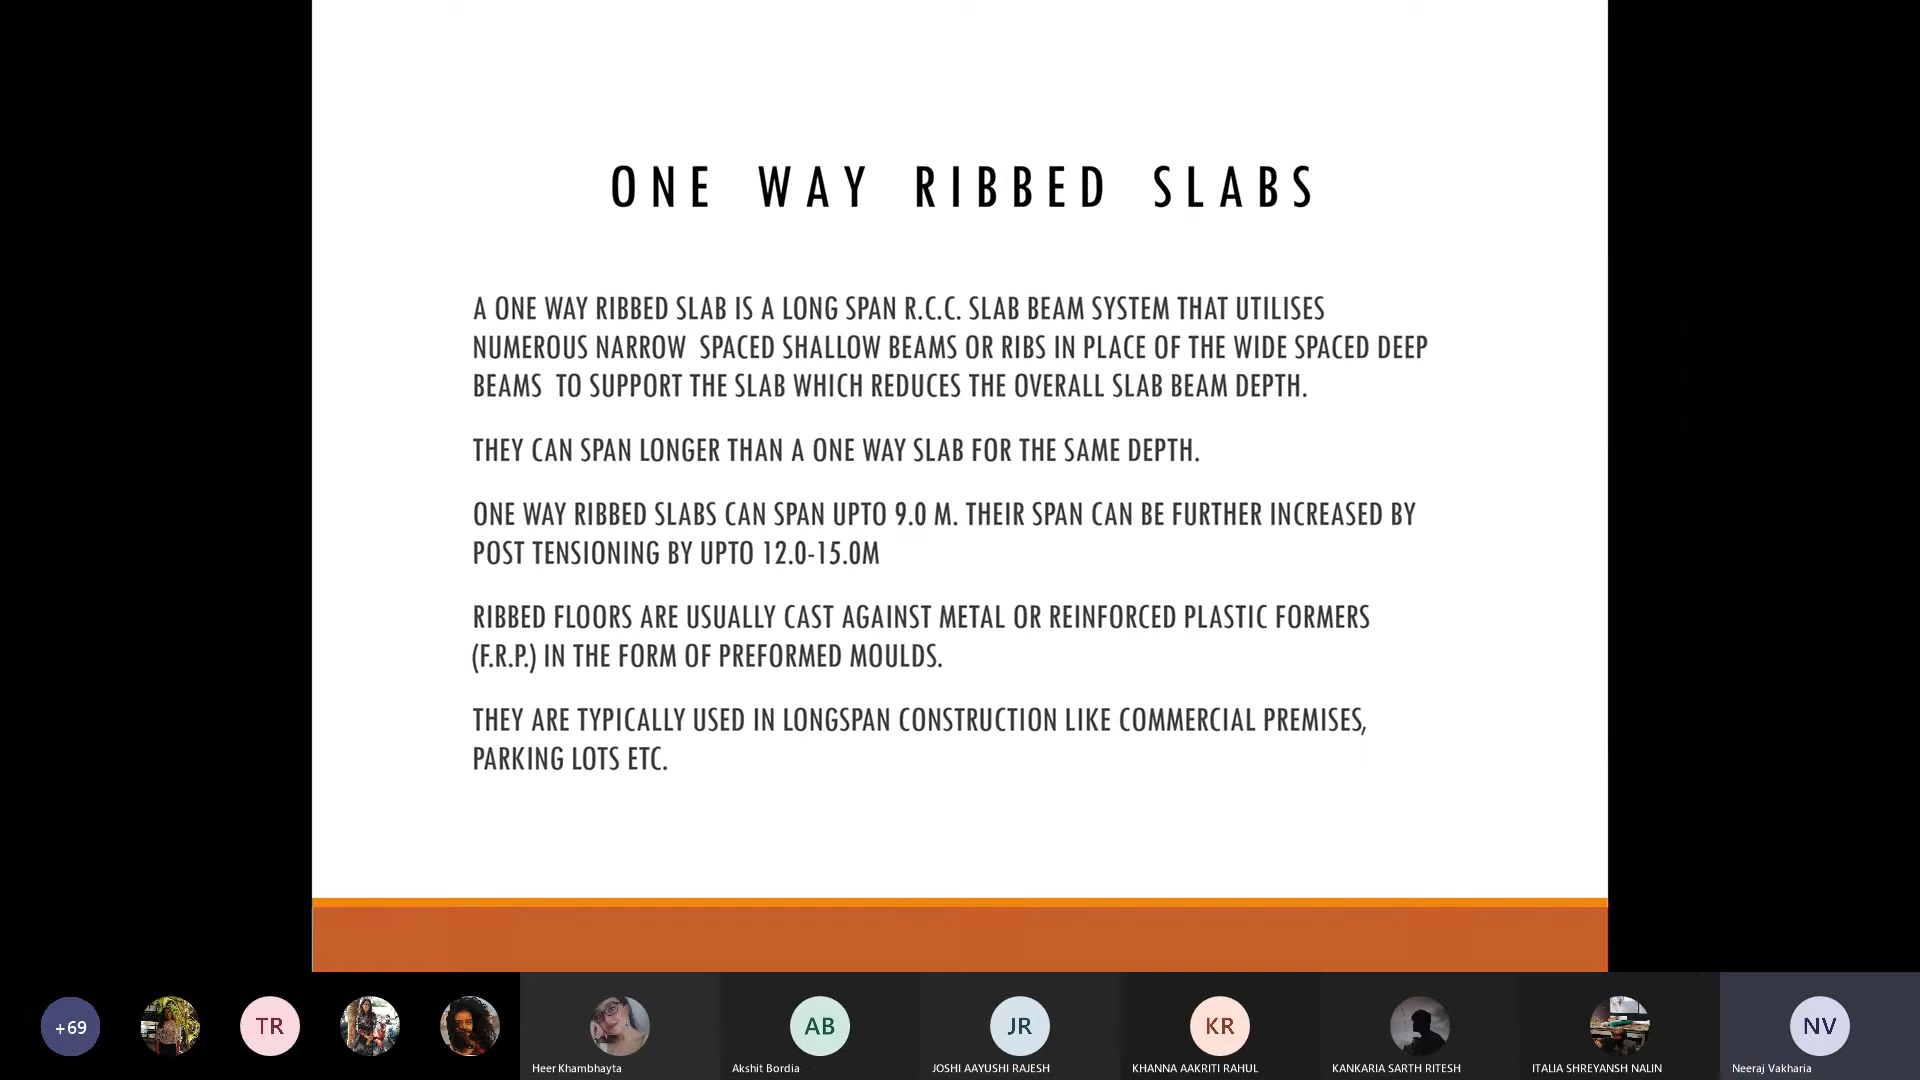 ONE WAY RIBBED SLABS
A ONE WAY RIBBED SLAB IS A LONG SPAN R.C.C. SLAB BEAM SYSTEM THAT UTILISES
NUMEROUS NARROW SPACED SHALLOW BEAMS OR RIBS IN PLACE OF THE WIDE SPACED DEEP
BEAMS TO SUPPORT THE SLAB WHICH REDUCES THE OVERALL SLAB BEAM DEPTH.
THEY CAN SPAN LONGER THAN A ONE WAY SLAB FOR THE SAME DEPTH.
ONE WAY RIBBED SLABS CAN SPAN UPTO 9.0 M. THEIR SPAN CAN BE FURTHER INCREASED BY
POST TENSIONING BY UPTO 12.0-15.0M
RIBBED FLOORS ARE USUALLY CAST AGAINST METAL OR REINFORCED PLASTIC FORMERS
(F.R.P.) IN THE FORM OF PREFORMED MOULDS.
THEY ARE TYPICALLY USED IN LONGSPAN CONSTRUCTION LIKE COMMERCIAL PREMISES,
PARKING LOTS ETC.
+69 TR AB JR KR NV
Heer Khambhayta Akshit Bordia JOSHI AAYUSHI RAJESH KHANNA AAKRITI RAHUL KANKARIA SARTH RITESH ITALIA SHREYANSH NALIN Neeraj Vakharia